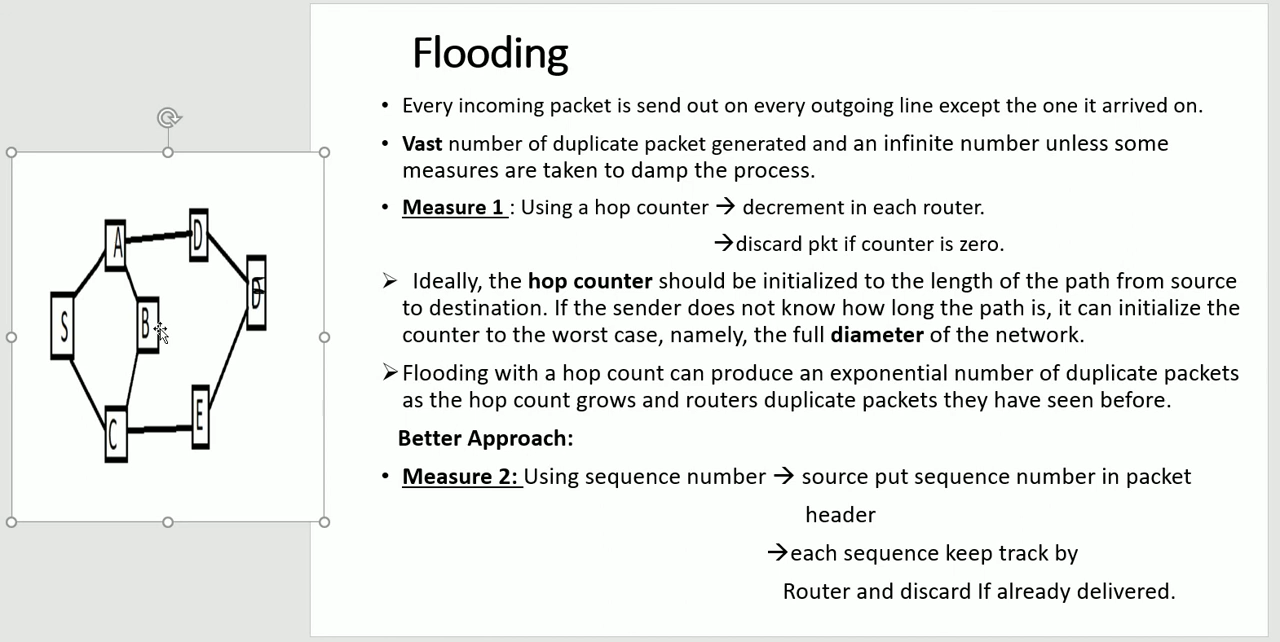 Flooding
• Every incoming packet is send out on every outgoing line except the one it arrived on.
• Vast number of duplicate packet generated and an infinite number unless some
measures are taken to damp the process.
• Measure 1 : Using a hop counter → decrement in each router.
→discard pkt if counter is zero.
➢ Ideally, the hop counter should be initialized to the length of the path from source
to destination. If the sender does not know how long the path is, it can initialize the
counter to the worst case, namely, the full diameter of the network.
➢Flooding with a hop count can produce an exponential number of duplicate packets
as the hop count grows and routers duplicate packets they have seen before.
Better Approach:
• Measure 2: Using sequence number → source put sequence number in packet
header
→each sequence keep track by
Router and discard If already delivered.
A
D
S
B
C
E